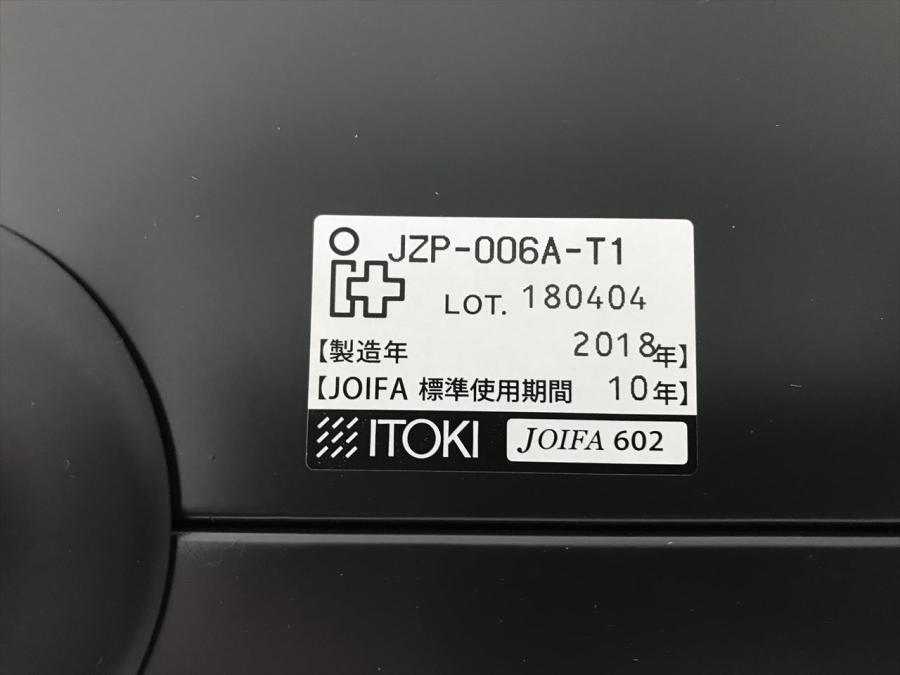 JZP-006A-T1
LOT. 180404
【製造年 2018年】
【JOIFA 標準使用期間 10年】
ITOKI JOIFA 602